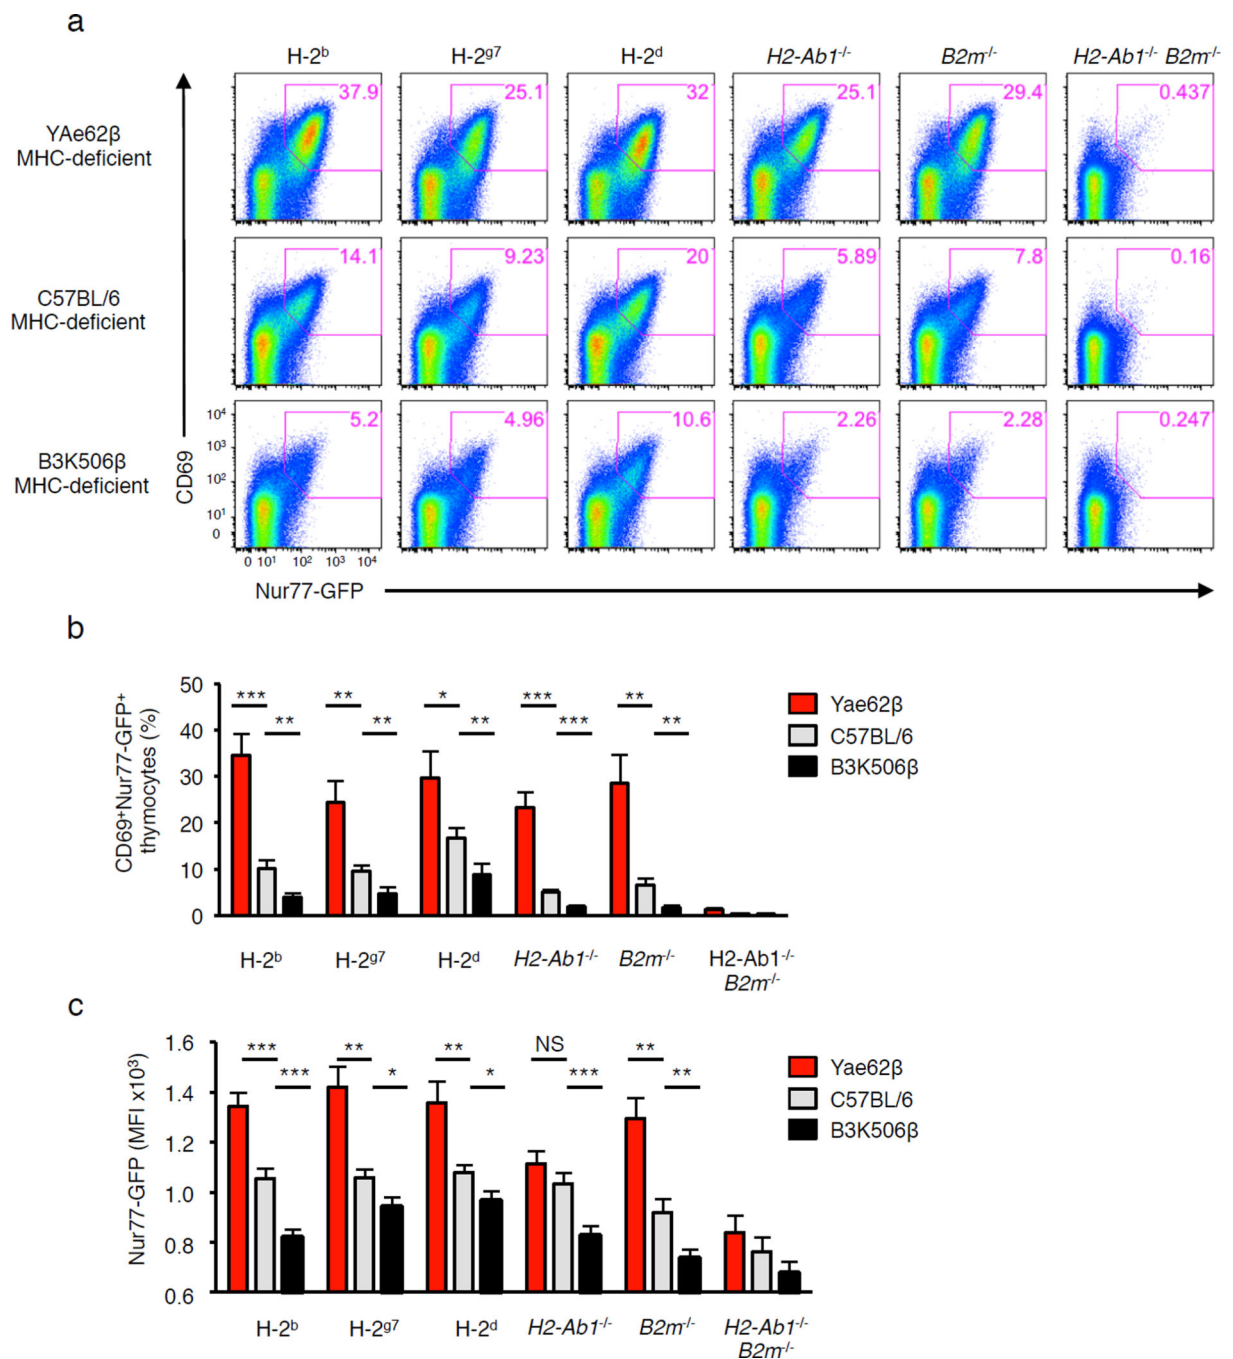 a
H-2ᵇ H-2ᵍ⁷ H-2ᵈ H2-Ab1⁻/⁻ B2m⁻/⁻ H2-Ab1⁻/⁻ B2m⁻/⁻
YAe62β
MHC-deficient
37.9 25.1 32 25.1 29.4 0.437
C57BL/6
MHC-deficient
14.1 9.23 20 5.89 7.8 0.16
B3K506β
MHC-deficient
5.2 4.96 10.6 2.26 2.28 0.247
CD69
10⁴
10³
10²
10¹
0
0 10¹ 10² 10³ 10⁴
Nur77-GFP
b
CD69⁺Nur77-GFP⁺
thymocytes (%)
50
40
30
20
10
0
*** ** * *** **
** ** ** *** **
Yae62β
C57BL/6
B3K506β
H-2ᵇ H-2ᵍ⁷ H-2ᵈ H2-Ab1⁻/⁻ B2m⁻/⁻ H2-Ab1⁻/⁻
B2m⁻/⁻
c
Nur77-GFP (MFI x10³)
1.6
1.4
1.2
1.0
0.8
0.6
*** ** ** NS **
*** * * *** **
Yae62β
C57BL/6
B3K506β
H-2ᵇ H-2ᵍ⁷ H-2ᵈ H2-Ab1⁻/⁻ B2m⁻/⁻ H2-Ab1⁻/⁻
B2m⁻/⁻